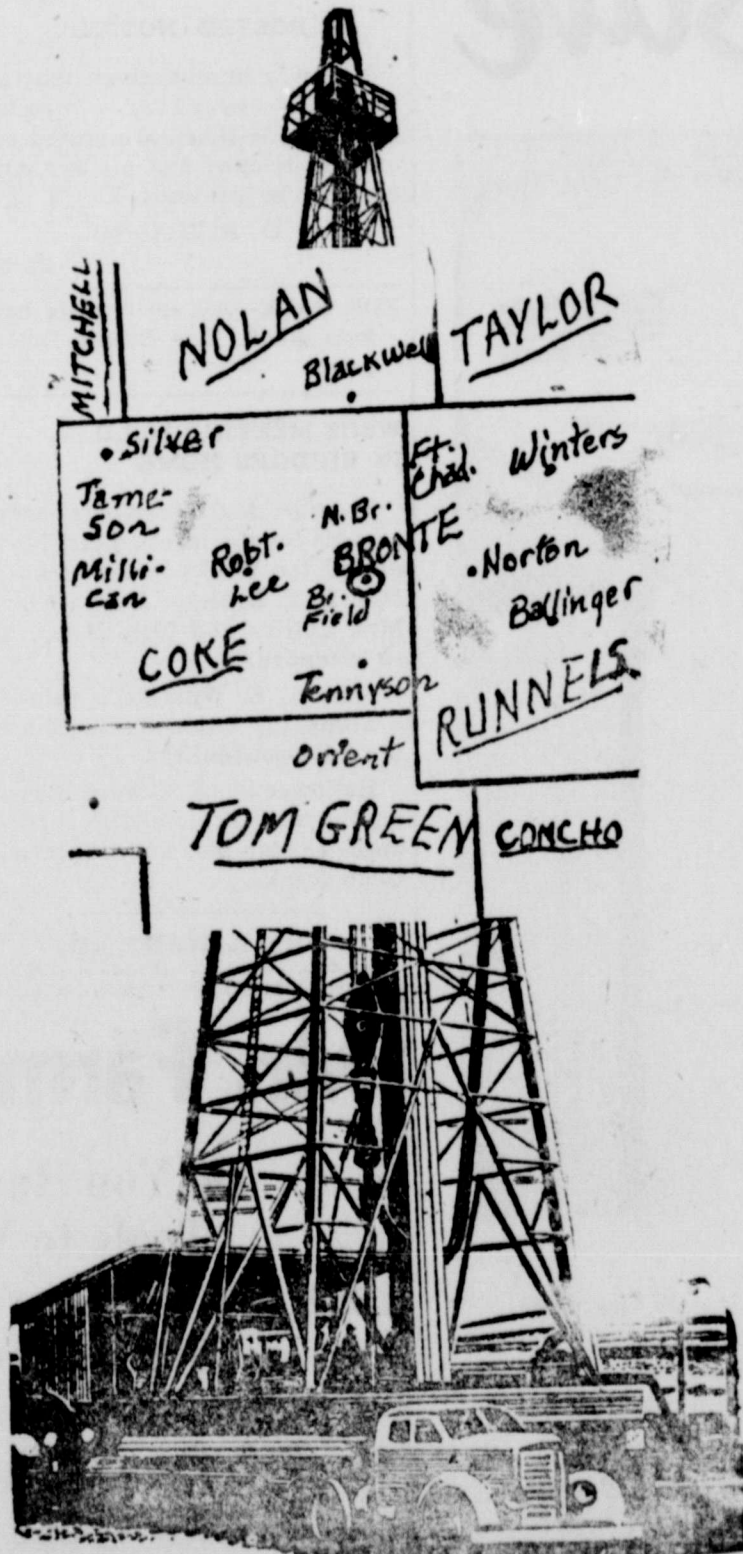 MITCHELL
NOLAN
TAYLOR
Blackwell
Silver
Jame-
son
Milli-
can
Robt.
Lee
N. Br.
BRONTE
Br.
Field
COKE
Tennyson
Ft.
Chad.
Winters
Norton
Ballinger
RUNNELS
Orient
TOM GREEN
CONCHO